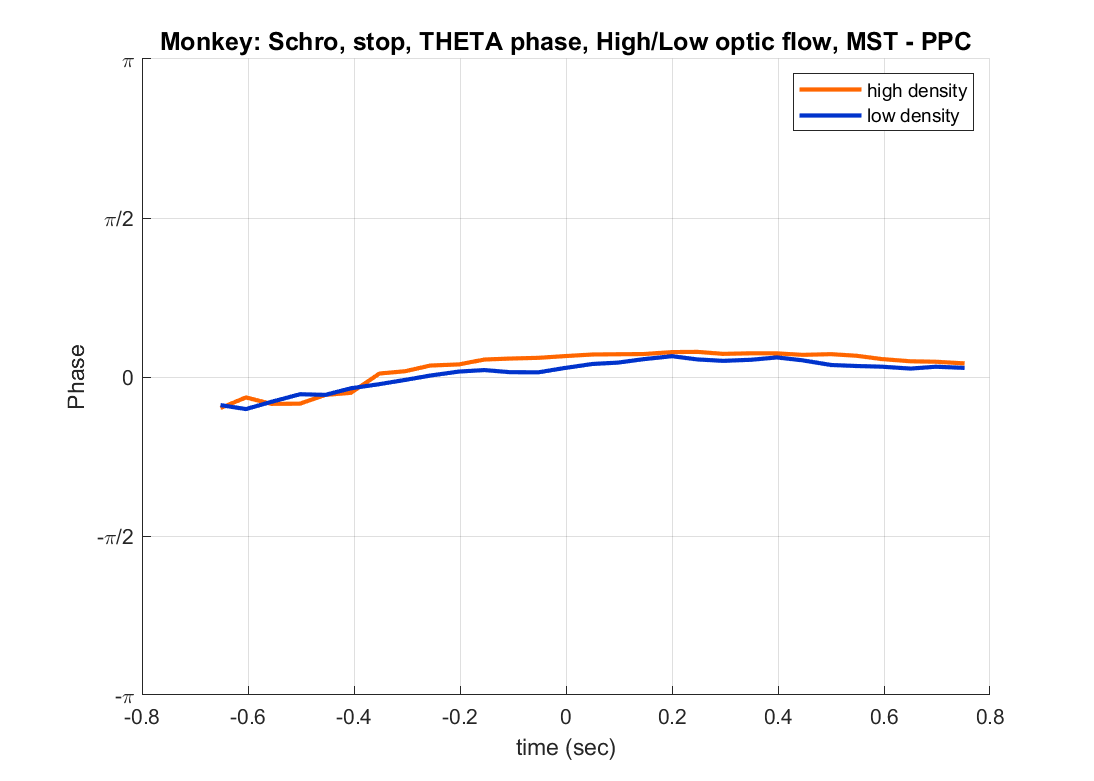 Monkey: Schro, stop, THETA phase, High/Low optic flow, MST - PPC
high density
low density
π
π/2
0
-π/2
-π
Phase
-0.8 -0.6 -0.4 -0.2 0 0.2 0.4 0.6 0.8
time (sec)